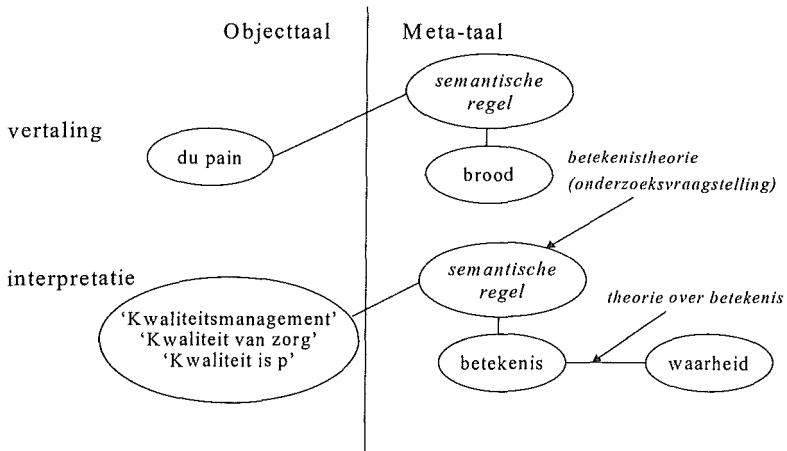 Objecttaal
Meta-taal
semantische
regel
vertaling
du pain
brood
betekenistheorie
(onderzoeksvraagstelling)
interpretatie
semantische
regel
'Kwaliteitsmanagement'
'Kwaliteit van zorg'
'Kwaliteit is p'
theorie over betekenis
betekenis
waarheid